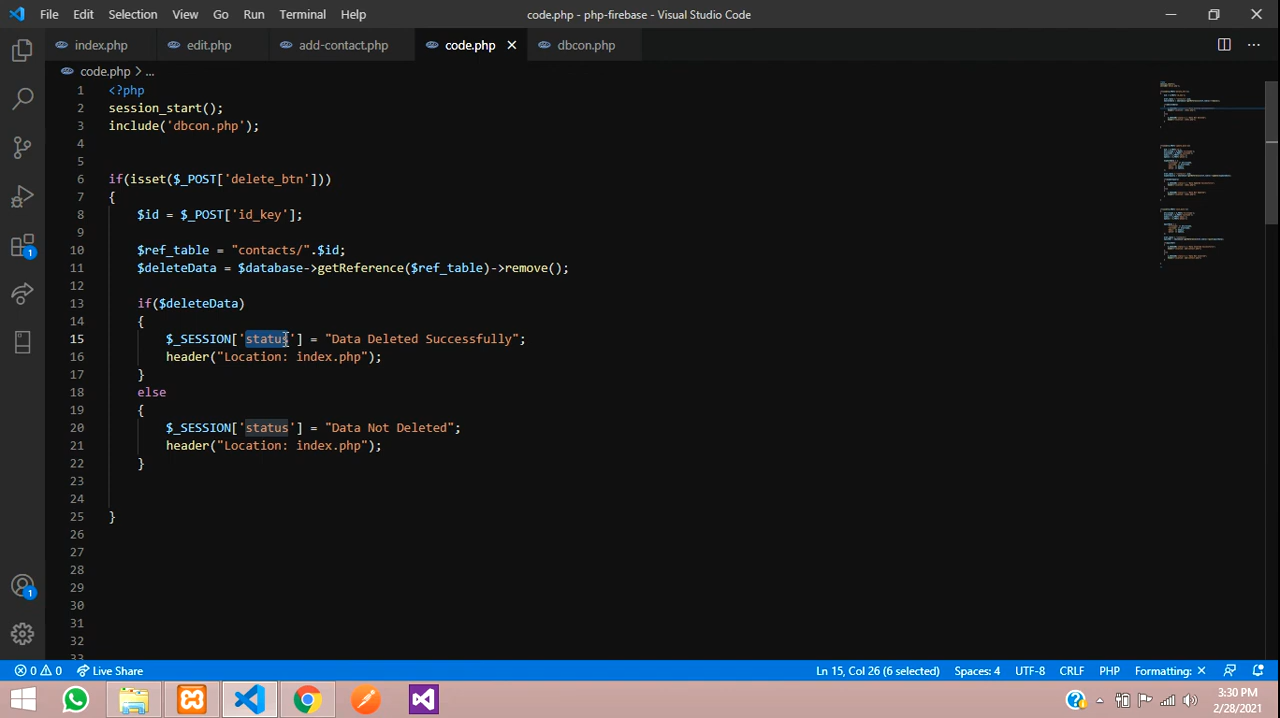 File Edit Selection View Go Run Terminal Help code.php - php-firebase - Visual Studio Code
index.php edit.php add-contact.php code.php dbcon.php
code.php > ...
1 <?php
2 session_start();
3 include('dbcon.php');
4
5
6 if(isset($_POST['delete_btn']))
7 {
8 $id = $_POST['id_key'];
9
10 $ref_table = "contacts/".$id;
11 $deleteData = $database->getReference($ref_table)->remove();
12
13 if($deleteData)
14 {
15 $_SESSION['status'] = "Data Deleted Successfully";
16 header("Location: index.php");
17 }
18 else
19 {
20 $_SESSION['status'] = "Data Not Deleted";
21 header("Location: index.php");
22 }
23
24
25 }
26
27
28
29
30
31
32
33
1
1
0 0 Live Share Ln 15, Col 26 (6 selected) Spaces: 4 UTF-8 CRLF PHP Formatting: ×
3:30 PM
2/28/2021